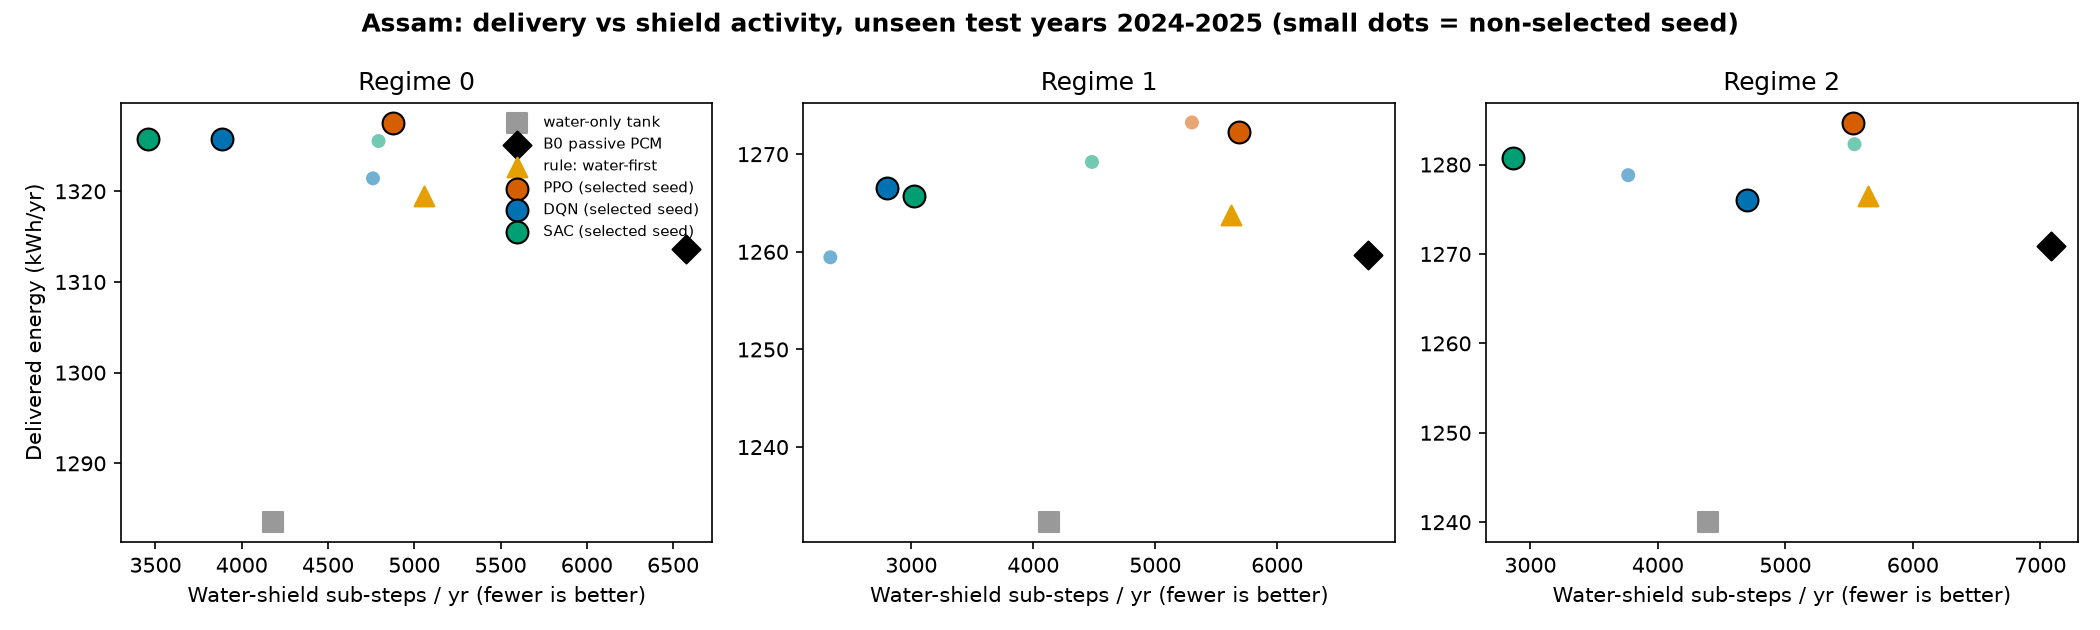 Assam: delivery vs shield activity, unseen test years 2024-2025 (small dots = non-selected seed)
Regime 0
Delivered energy (kWh/yr)
1320
1310
1300
1290
water-only tank
B0 passive PCM
rule: water-first
PPO (selected seed)
DQN (selected seed)
SAC (selected seed)
3500 4000 4500 5000 5500 6000 6500
Water-shield sub-steps / yr (fewer is better)
Regime 1
1270
1260
1250
1240
3000 4000 5000 6000
Water-shield sub-steps / yr (fewer is better)
Regime 2
1280
1270
1260
1250
1240
3000 4000 5000 6000 7000
Water-shield sub-steps / yr (fewer is better)